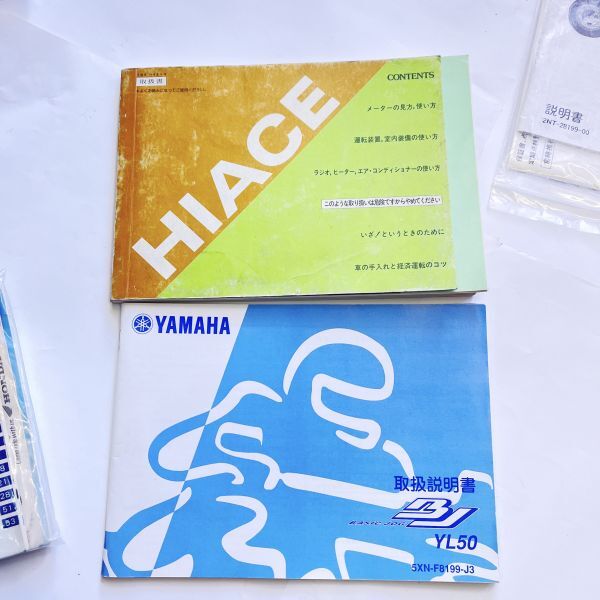 取扱書
HIACE
CONTENTS
メーターの見方,使い方
運転装置,室内装備の使い方
ラジオ,ヒーター,エア・コンディショナーの使い方
このような取り扱いは危険ですからやめてください
いざ!というときのために
車の手入れと経済運転のコツ
YAMAHA
取扱説明書
BJ
BASIC JOG
YL50
5XN-F8199-J3
説明書
2NT-28199-00